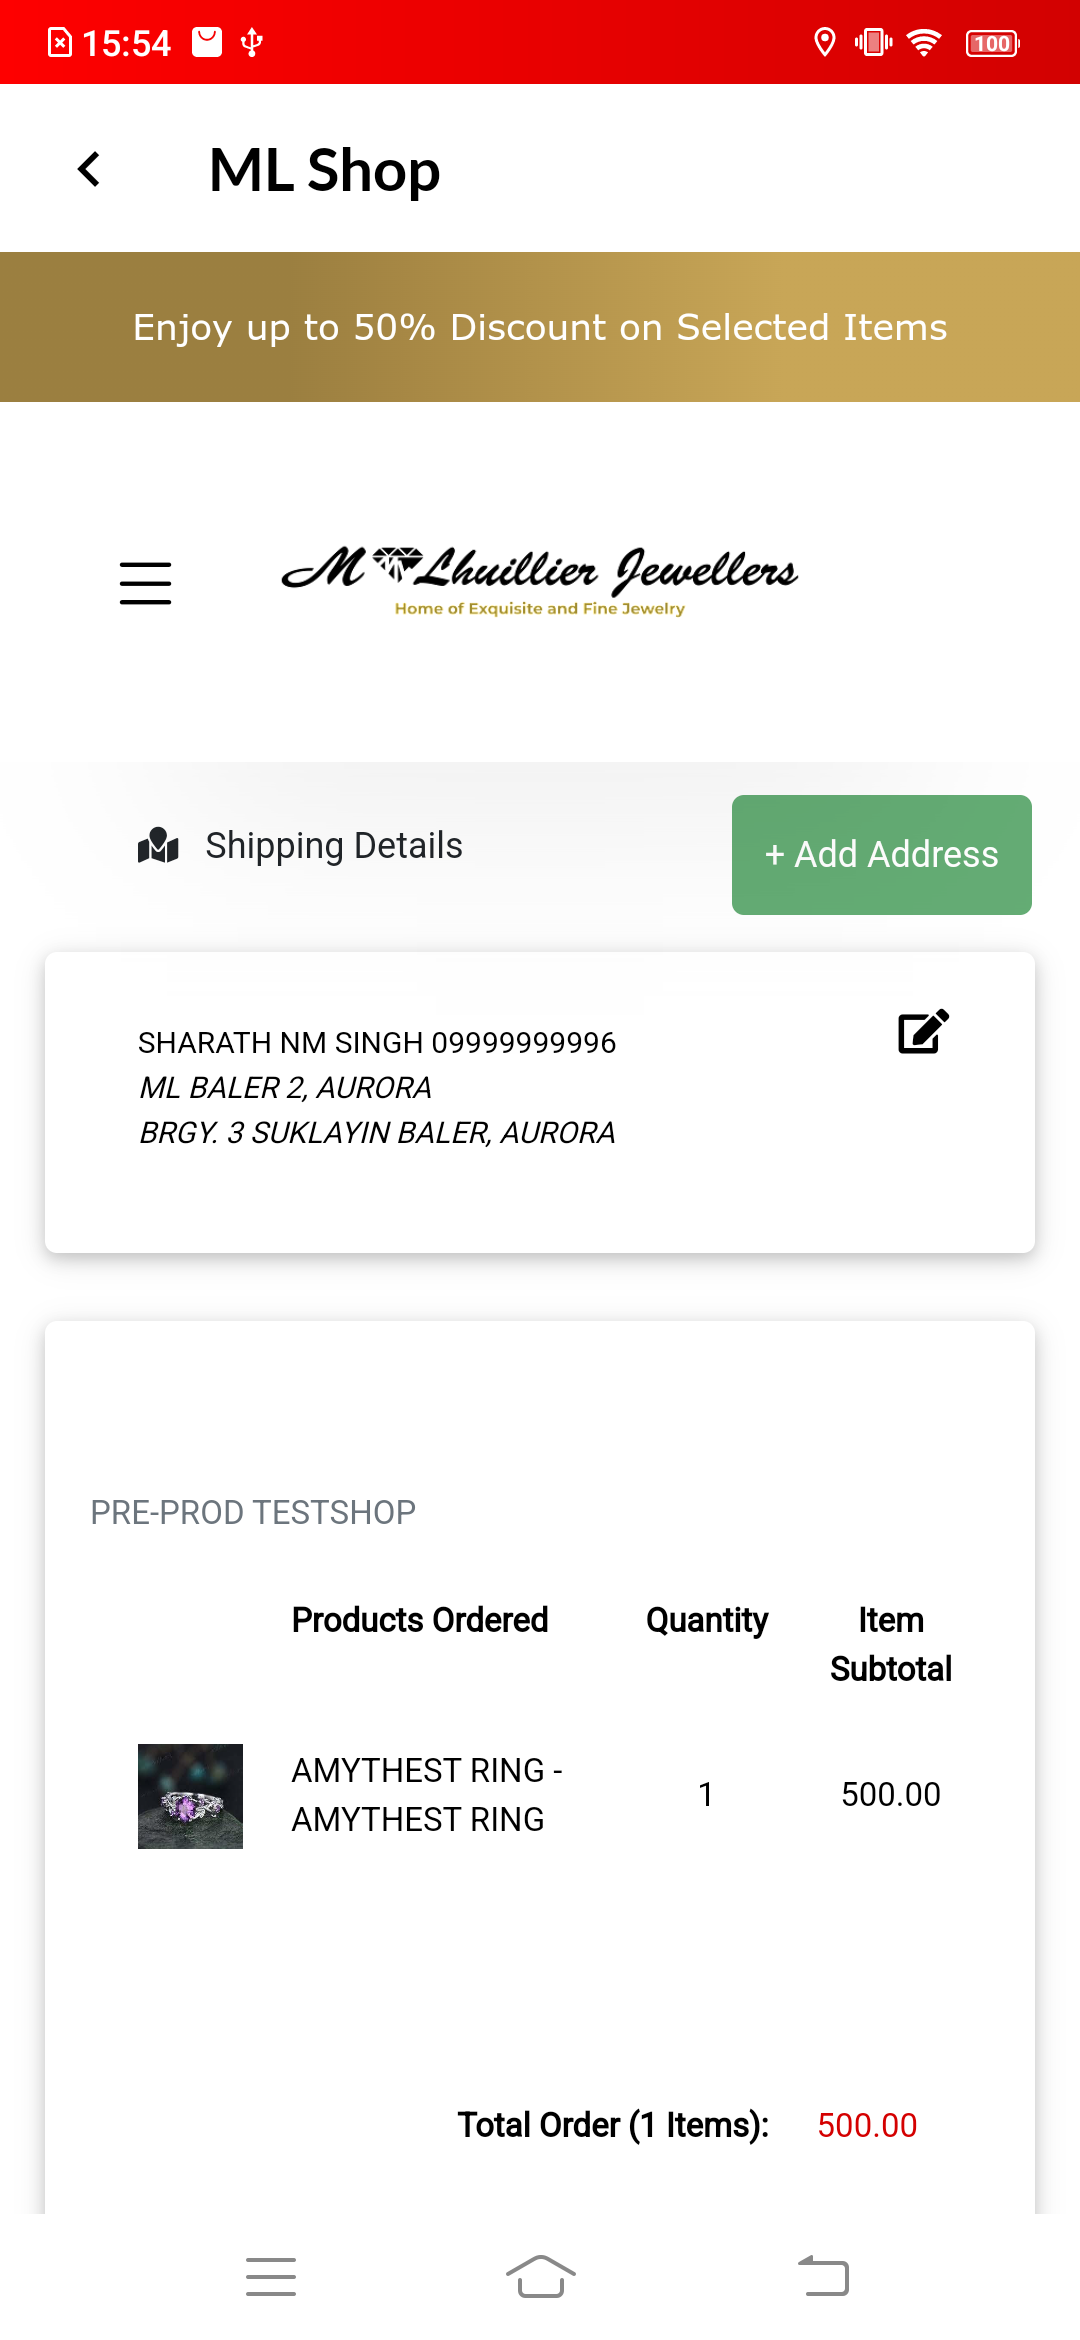 15:54
100
ML Shop
Enjoy up to 50% Discount on Selected Items
M Lhuillier Jewellers
Home of Exquisite and Fine Jewelry
Shipping Details
+ Add Address
SHARATH NM SINGH 09999999996
ML BALER 2, AURORA
BRGY. 3 SUKLAYIN BALER, AURORA
PRE-PROD TESTSHOP
Products Ordered Quantity Item
Subtotal
AMYTHEST RING -
AMYTHEST RING
1 500.00
Total Order (1 Items): 500.00